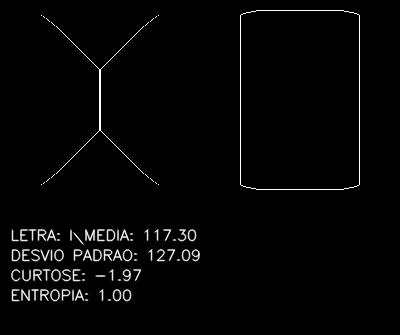 LETRA: I\MEDIA: 117.30
DESVIO PADRAO: 127.09
CURTOSE: -1.97
ENTROPIA: 1.00